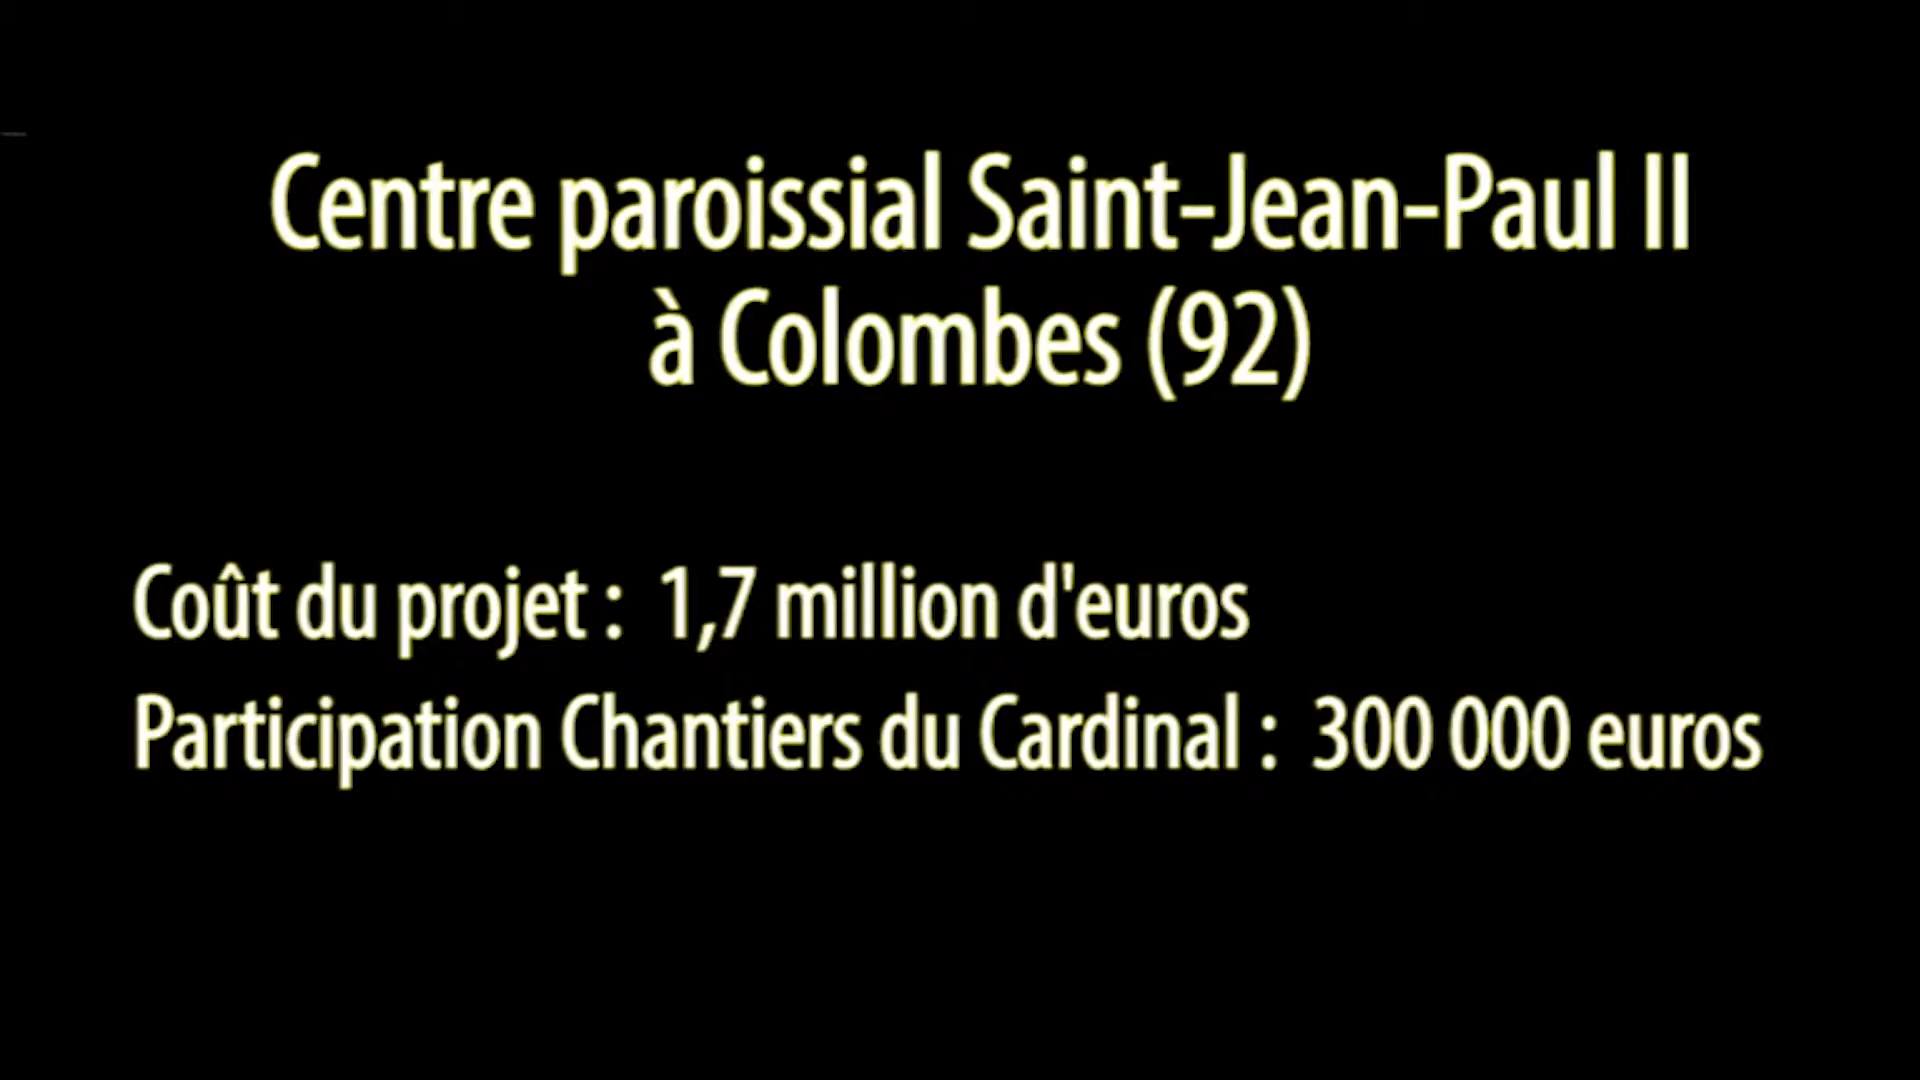 Centre paroissial Saint-Jean-Paul II
à Colombes (92)
Coût du projet : 1,7 million d'euros
Participation Chantiers du Cardinal : 300 000 euros